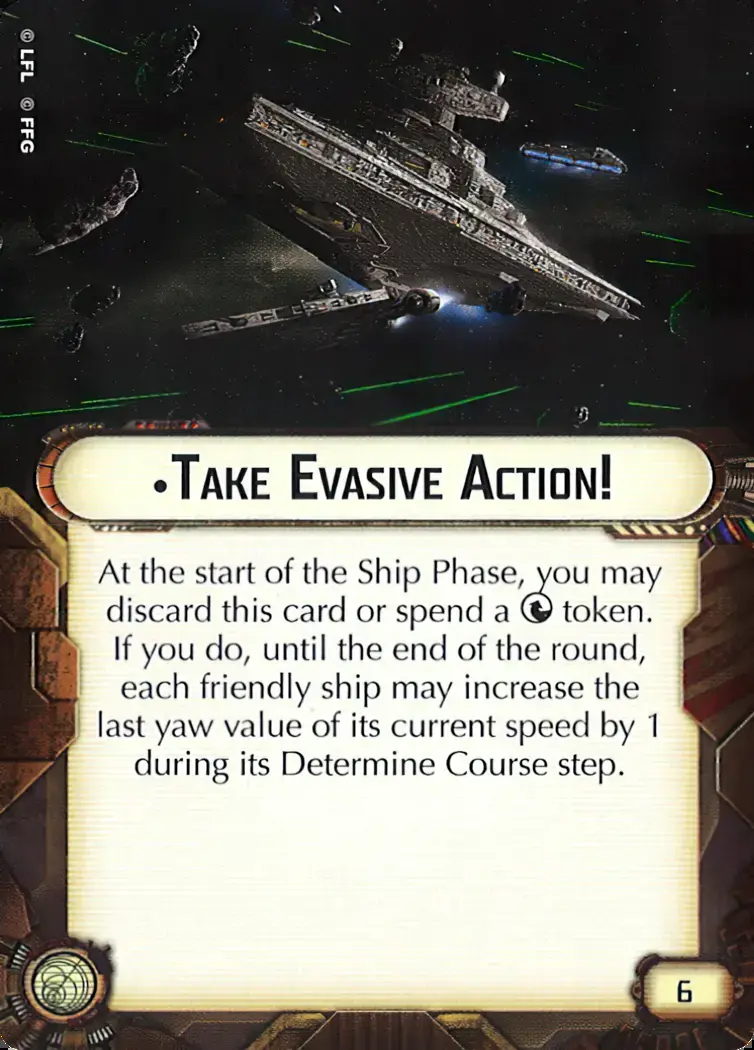 © LFL © FFG
•Take Evasive Action!
At the start of the Ship Phase, you may
discard this card or spend a token.
If you do, until the end of the round,
each friendly ship may increase the
last yaw value of its current speed by 1
during its Determine Course step.
6